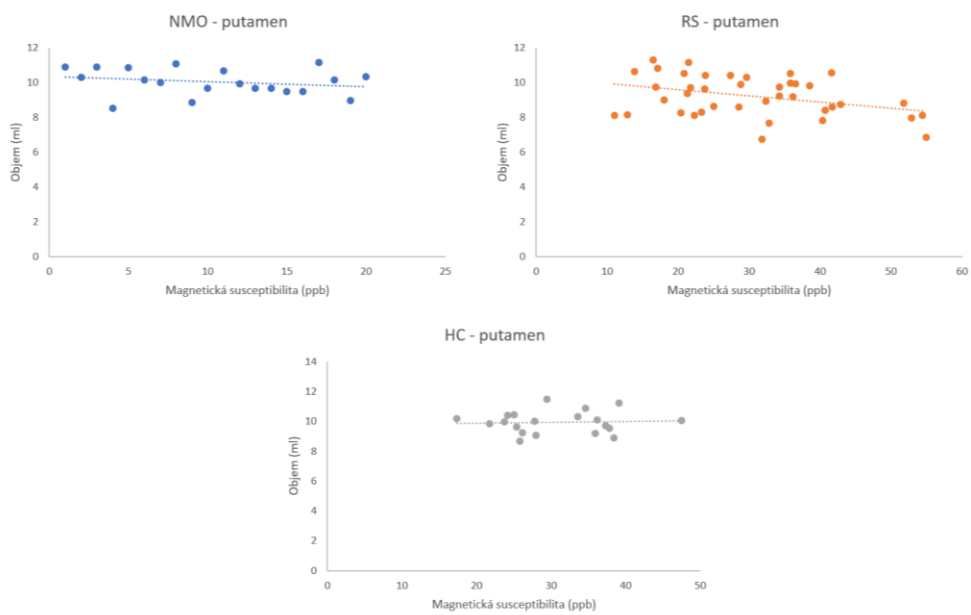 NMO - putamen
12
10
8
6
4
2
0
Objem (ml)
0 5 10 15 20 25
Magnetická susceptibilita (ppb)
RS - putamen
12
10
8
6
4
2
0
Objem (ml)
0 10 20 30 40 50 60
Magnetická susceptibilita (ppb)
HC - putamen
14
12
10
8
6
4
2
0
Objem (ml)
0 10 20 30 40 50
Magnetická susceptibilita (ppb)